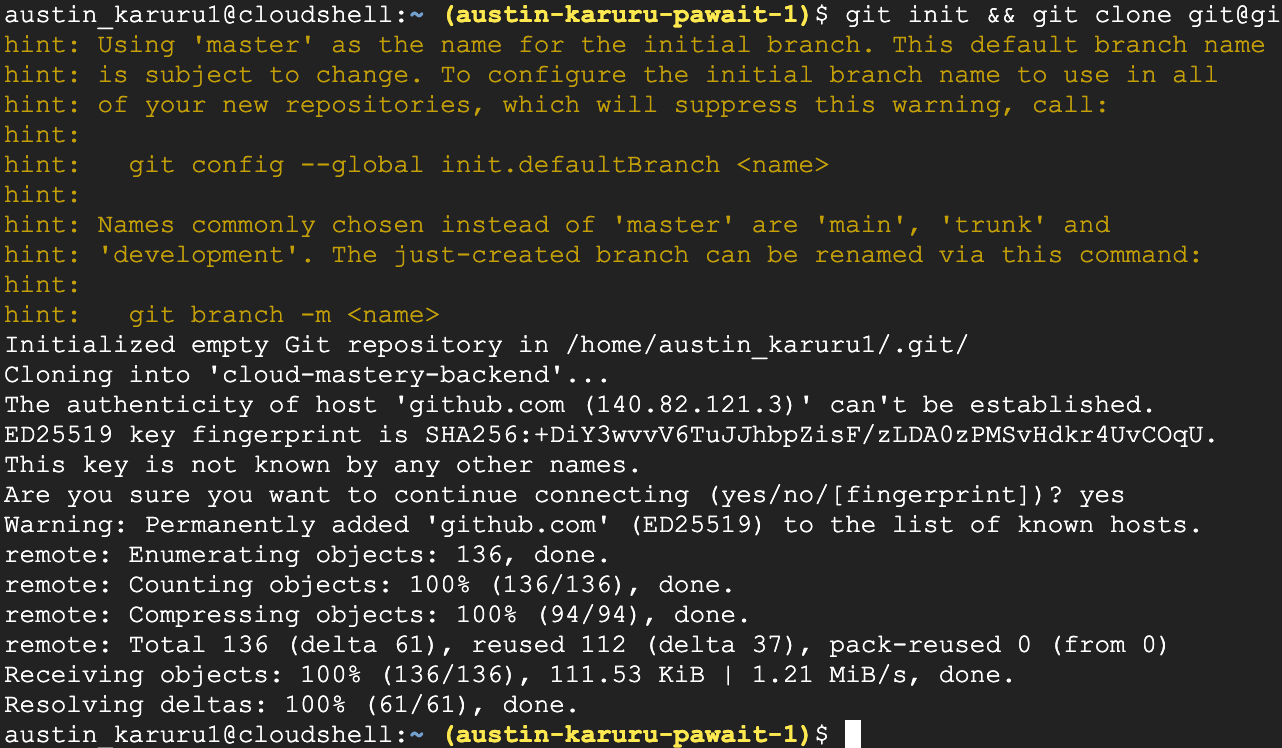 austin_karuru1@cloudshell:~ (austin-karuru-pawait-1)$ git init && git clone git@gi
hint: Using 'master' as the name for the initial branch. This default branch name
hint: is subject to change. To configure the initial branch name to use in all
hint: of your new repositories, which will suppress this warning, call:
hint:
hint:   git config --global init.defaultBranch <name>
hint:
hint: Names commonly chosen instead of 'master' are 'main', 'trunk' and
hint: 'development'. The just-created branch can be renamed via this command:
hint:
hint:   git branch -m <name>
Initialized empty Git repository in /home/austin_karuru1/.git/
Cloning into 'cloud-mastery-backend'...
The authenticity of host 'github.com (140.82.121.3)' can't be established.
ED25519 key fingerprint is SHA256:+DiY3wvvV6TuJJhbpZisF/zLDA0zPMSvHdkr4UvCOqU.
This key is not known by any other names.
Are you sure you want to continue connecting (yes/no/[fingerprint])? yes
Warning: Permanently added 'github.com' (ED25519) to the list of known hosts.
remote: Enumerating objects: 136, done.
remote: Counting objects: 100% (136/136), done.
remote: Compressing objects: 100% (94/94), done.
remote: Total 136 (delta 61), reused 112 (delta 37), pack-reused 0 (from 0)
Receiving objects: 100% (136/136), 111.53 KiB | 1.21 MiB/s, done.
Resolving deltas: 100% (61/61), done.
austin_karuru1@cloudshell:~ (austin-karuru-pawait-1)$